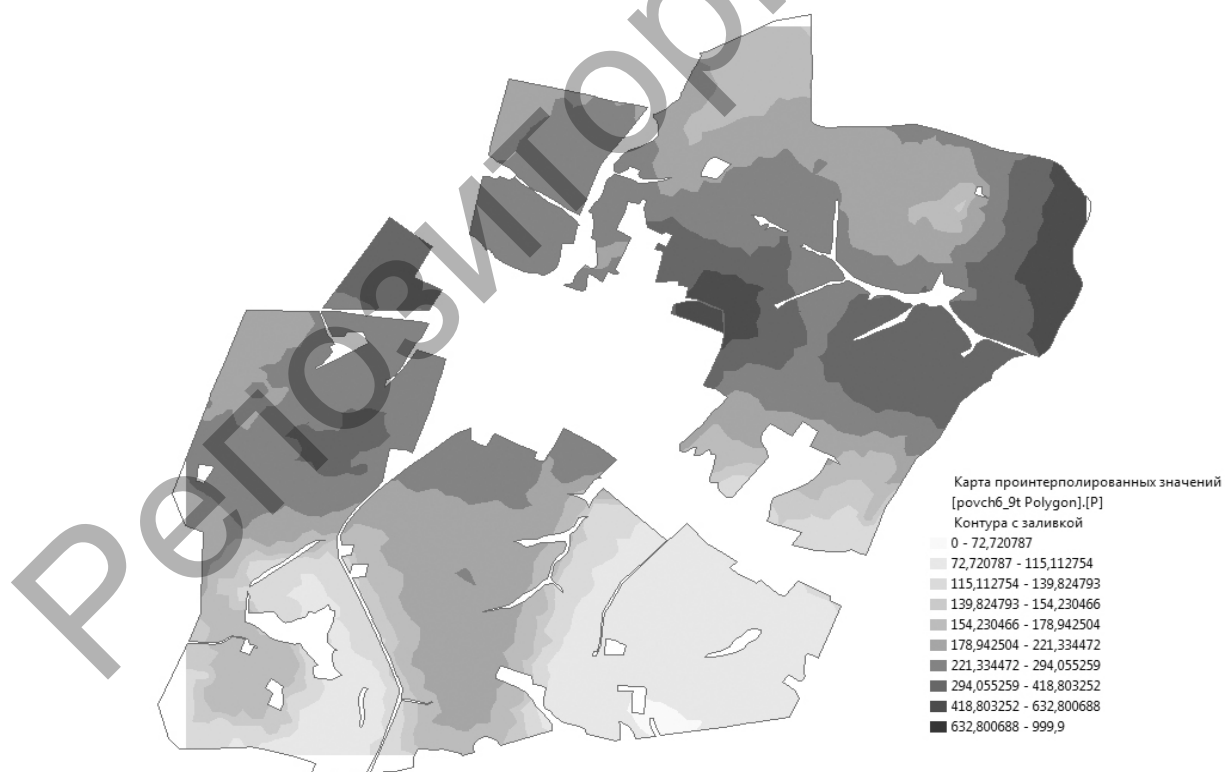 Репозитор
Карта проинтерполированных значений
[povch6_9t Polygon].[P]
Контура с заливкой
0 - 72,720787
72,720787 - 115,112754
115,112754 - 139,824793
139,824793 - 154,230466
154,230466 - 178,942504
178,942504 - 221,334472
221,334472 - 294,055259
294,055259 - 418,803252
418,803252 - 632,800688
632,800688 - 999,9